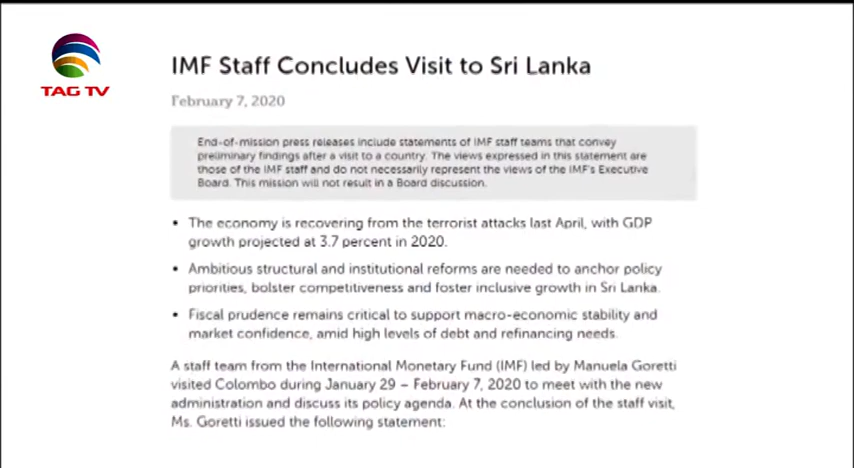 TAG TV
IMF Staff Concludes Visit to Sri Lanka
February 7, 2020
End-of-mission press releases include statements of IMF staff teams that convey
preliminary findings after a visit to a country. The views expressed in this statement are
those of the IMF staff and do not necessarily represent the views of the IMF's Executive
Board. This mission will not result in a Board discussion.
• The economy is recovering from the terrorist attacks last April, with GDP
growth projected at 3.7 percent in 2020.
• Ambitious structural and institutional reforms are needed to anchor policy
priorities, bolster competitiveness and foster inclusive growth in Sri Lanka.
• Fiscal prudence remains critical to support macro-economic stability and
market confidence, amid high levels of debt and refinancing needs.
A staff team from the International Monetary Fund (IMF) led by Manuela Goretti
visited Colombo during January 29 – February 7, 2020 to meet with the new
administration and discuss its policy agenda. At the conclusion of the staff visit,
Ms. Goretti issued the following statement: